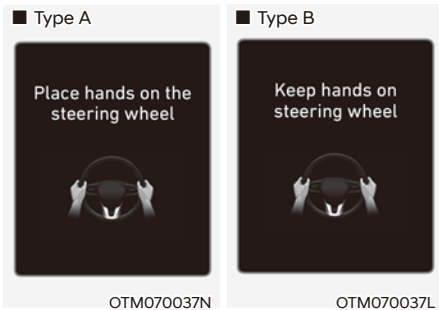 ■ Type A
Place hands on the
steering wheel
OTM070037N
■ Type B
Keep hands on
steering wheel
OTM070037L